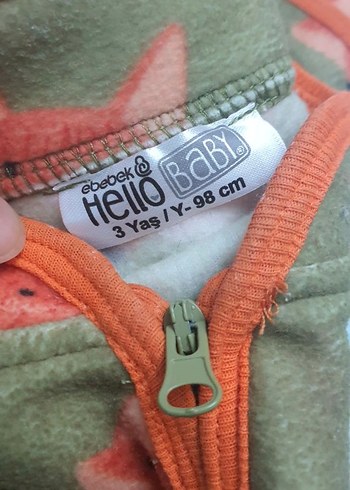 ebebek
Hello BABY®
3 Yaş / Y- 98 cm